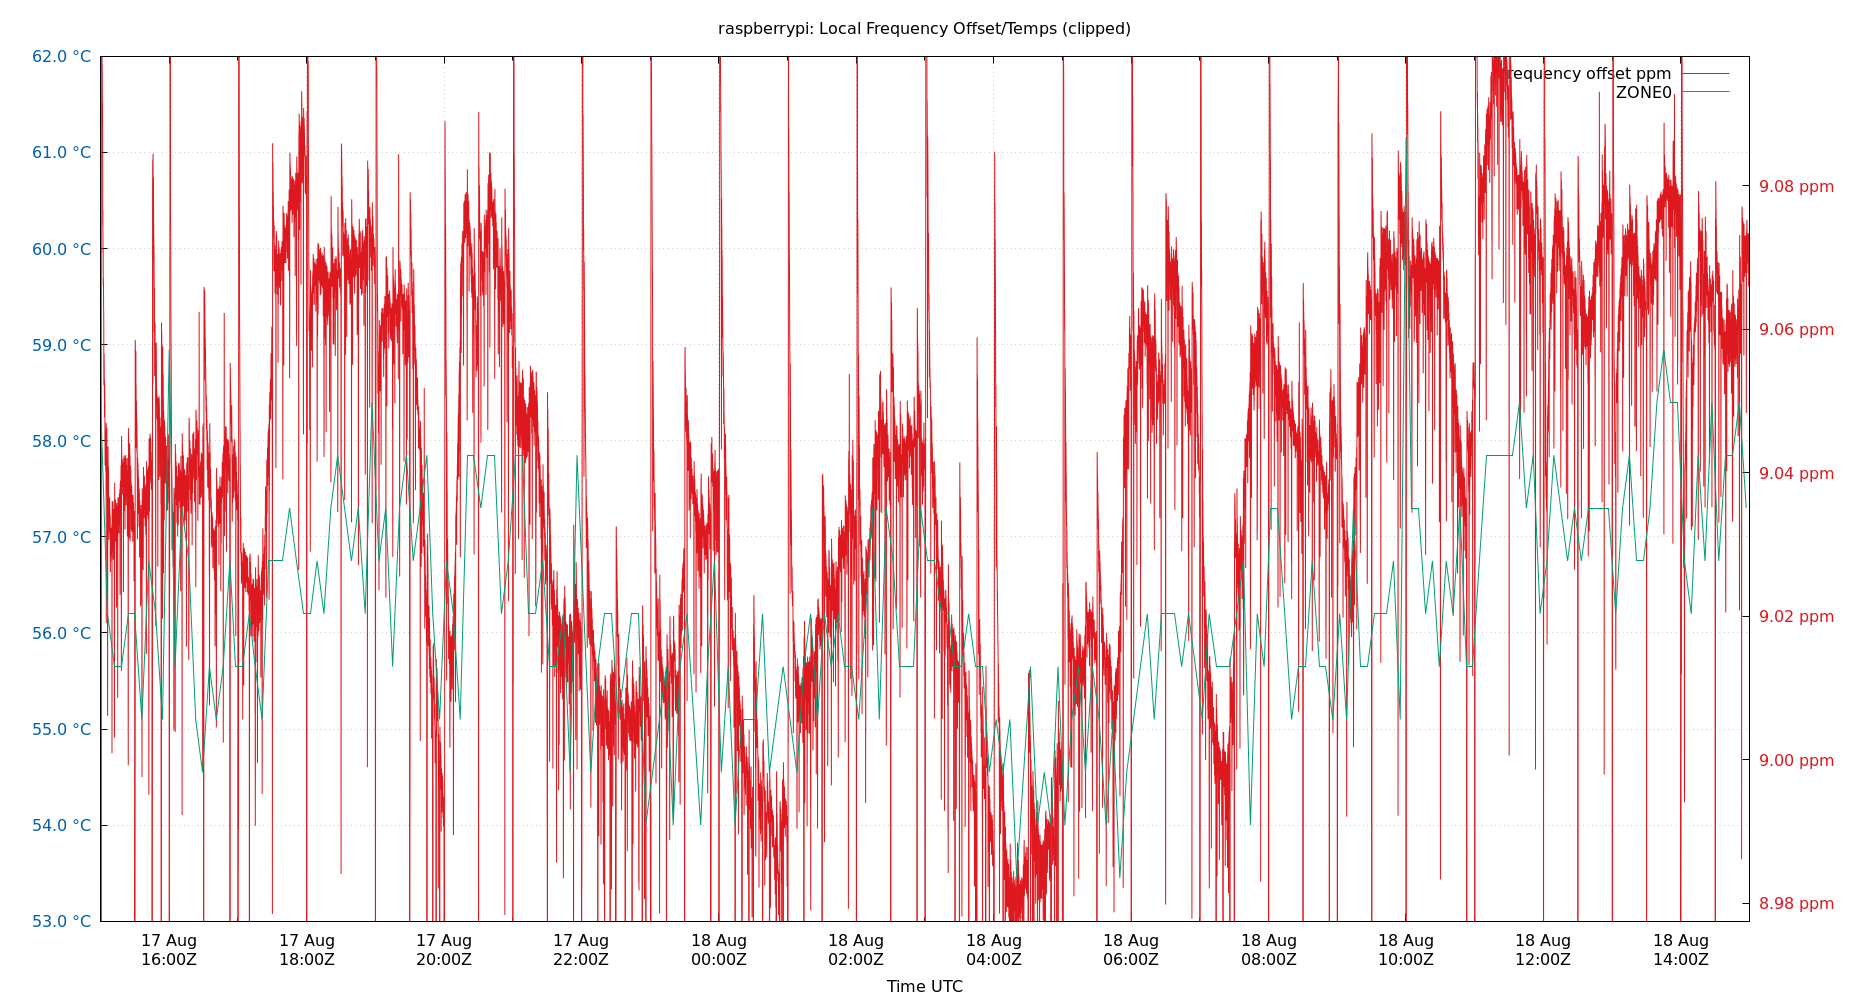 raspberrypi: Local Frequency Offset/Temps (clipped)
62.0 °C
61.0 °C
60.0 °C
59.0 °C
58.0 °C
57.0 °C
56.0 °C
55.0 °C
54.0 °C
53.0 °C
frequency offset ppm
ZONE0
9.08 ppm
9.06 ppm
9.04 ppm
9.02 ppm
9.00 ppm
8.98 ppm
17 Aug
16:00Z
17 Aug
18:00Z
17 Aug
20:00Z
17 Aug
22:00Z
18 Aug
00:00Z
18 Aug
02:00Z
18 Aug
04:00Z
18 Aug
06:00Z
18 Aug
08:00Z
18 Aug
10:00Z
18 Aug
12:00Z
18 Aug
14:00Z
Time UTC